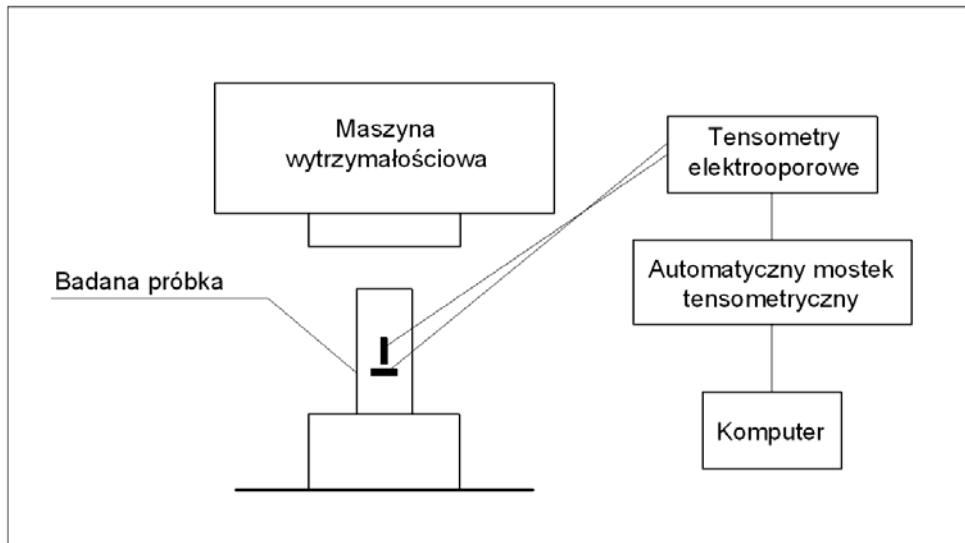 Maszyna
wytrzymałościowa
Tensometry
elektrooporowe
Badana próbka
Automatyczny mostek
tensometryczny
Komputer